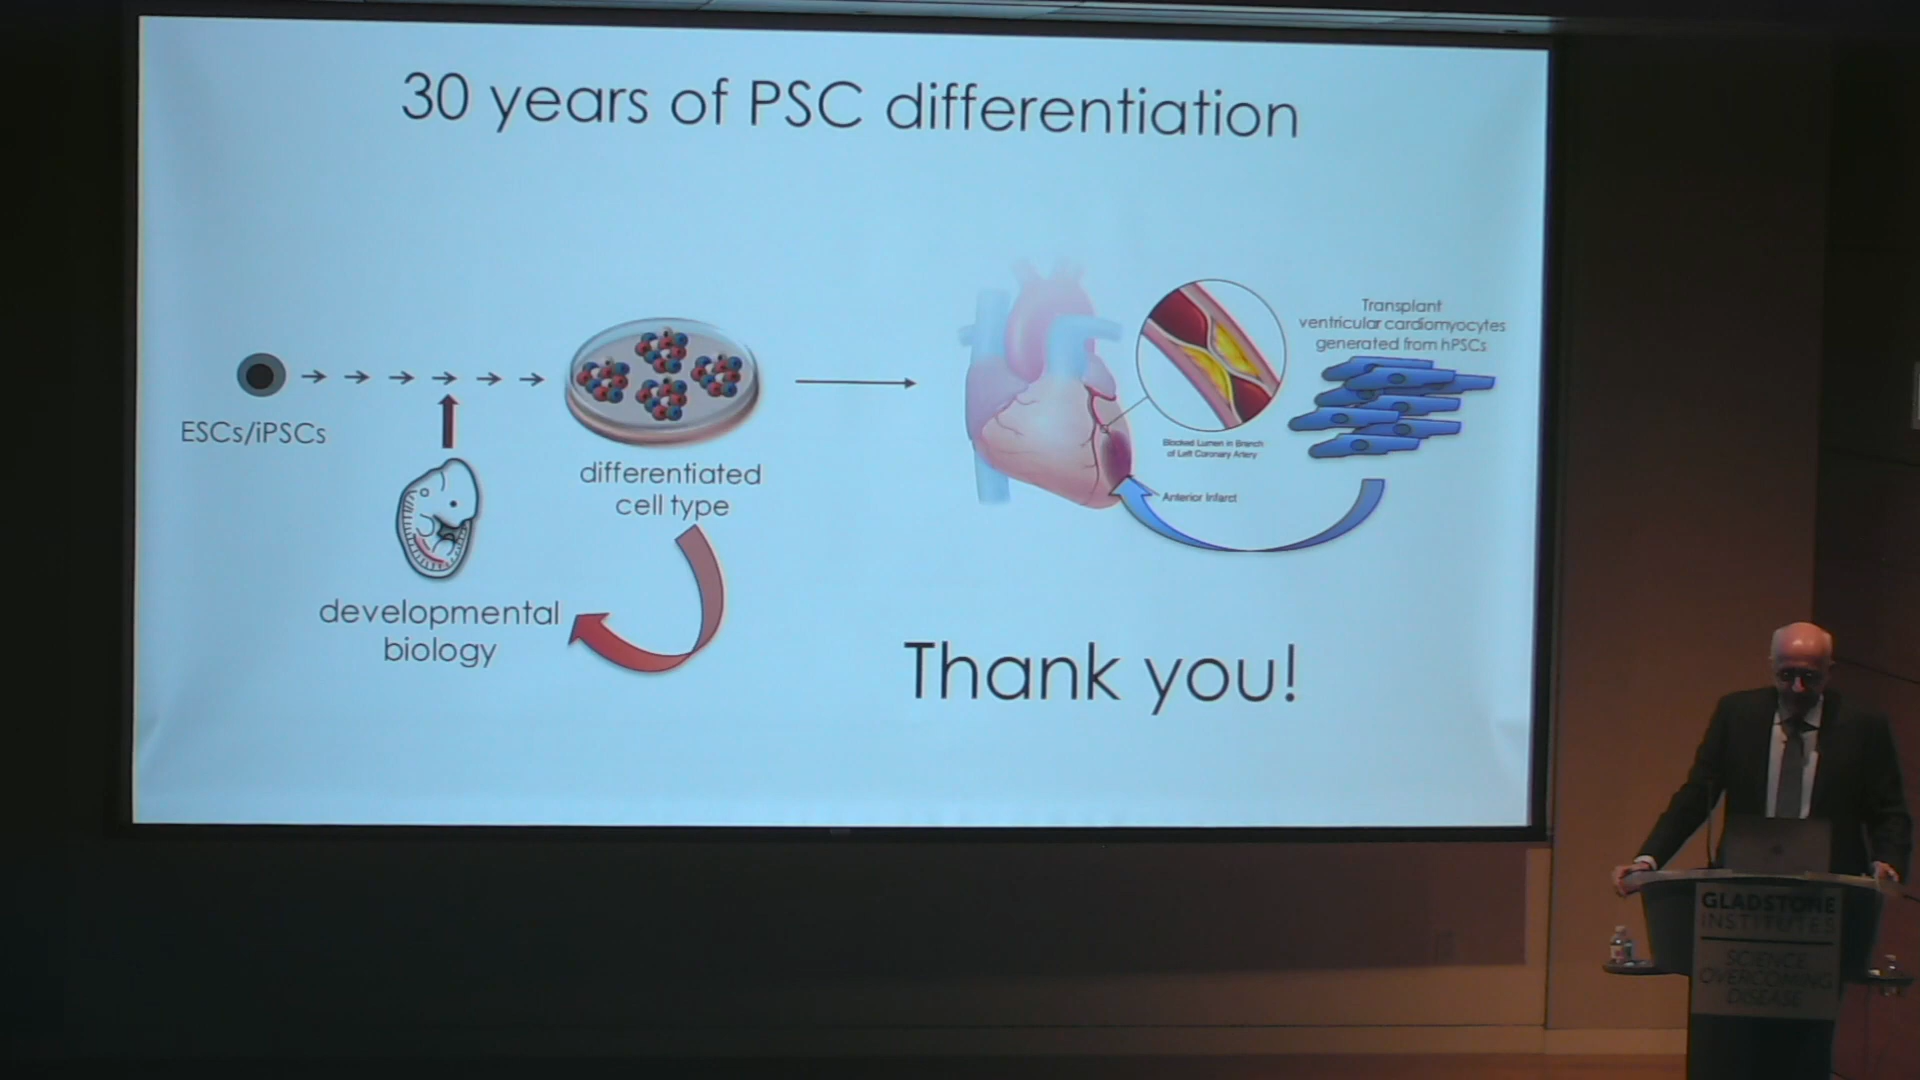 30 years of PSC differentiation
ESCs/iPSCs
differentiated
cell type
developmental
biology
Transplant
ventricular cardiomyocytes
generated from hPSCs
Blocked Lumen in Branch
of Left Coronary Artery
Anterior Infarct
Thank you!
GLADSTONE
INSTITUTES
SCIENCE
OVERCOMING
DISEASE